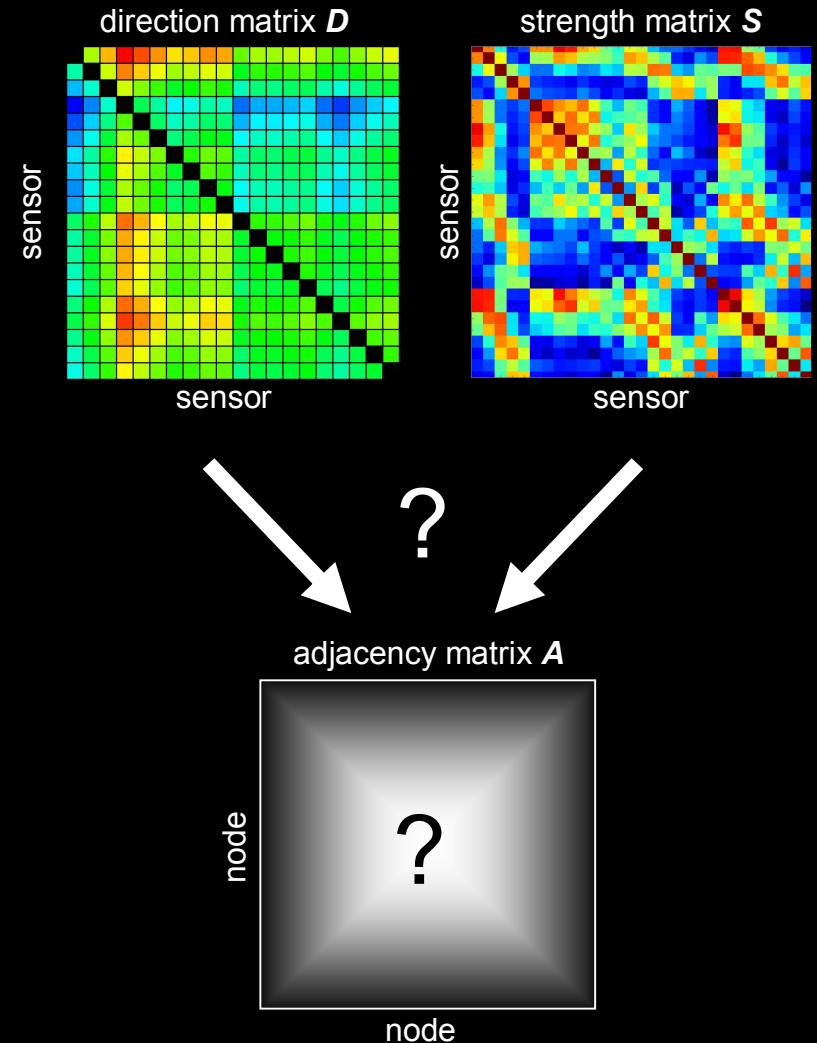 direction matrix D
strength matrix S
sensor
sensor
sensor
sensor
?
adjacency matrix A
node
?
node